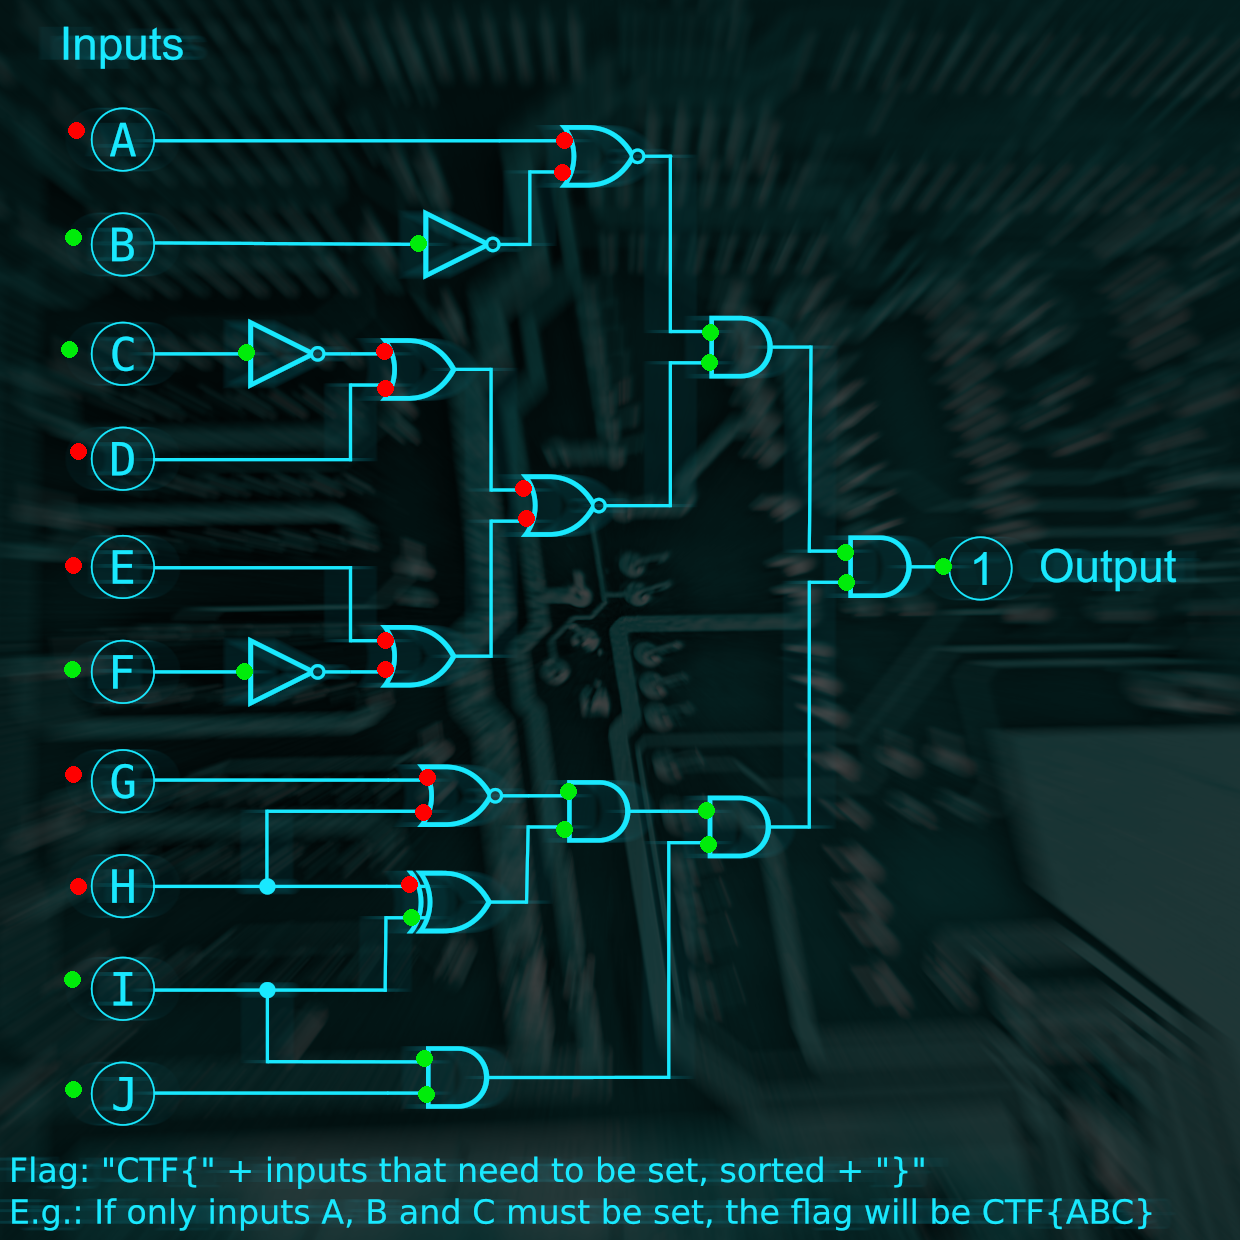 Inputs
A
B
C
D
E
F
G
H
I
J
1 Output
Flag: "CTF{" + inputs that need to be set, sorted + "}"
E.g.: If only inputs A, B and C must be set, the flag will be CTF{ABC}